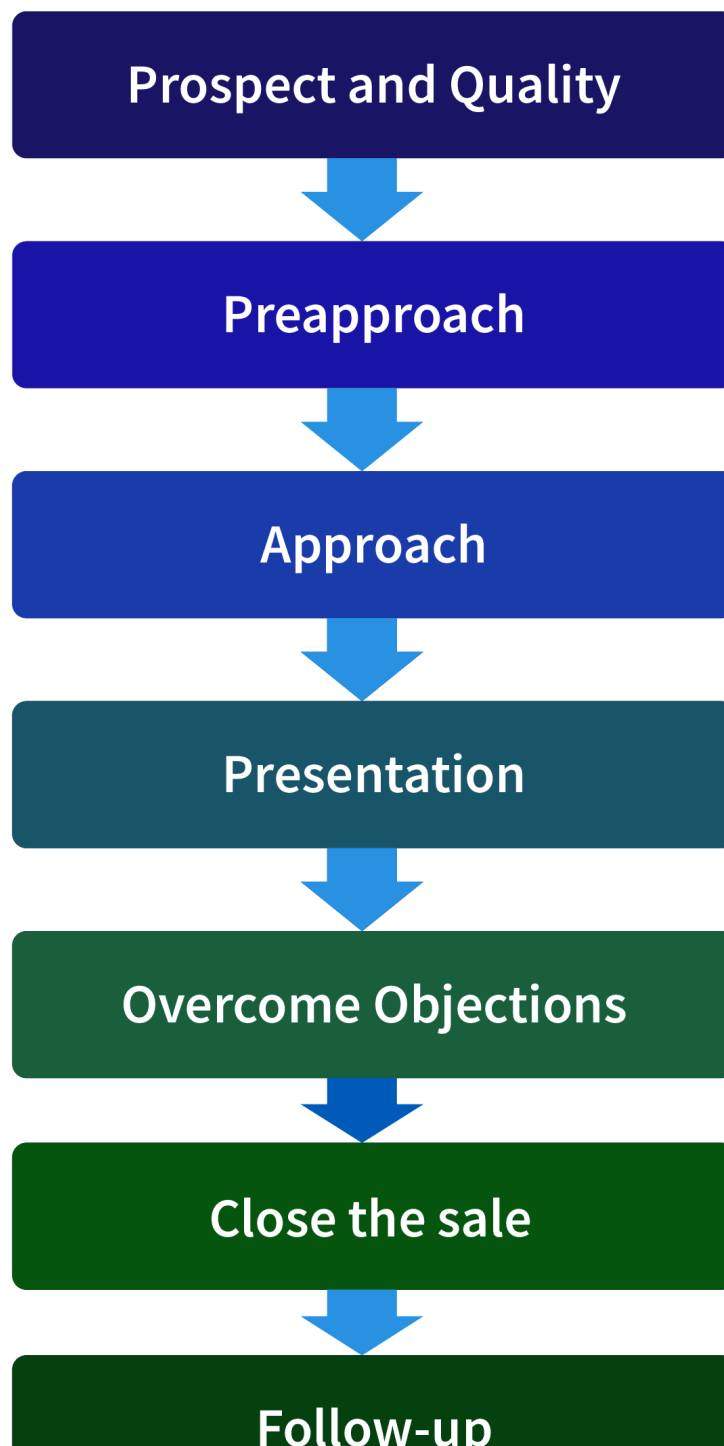 Prospect and Quality
Preapproach
Approach
Presentation
Overcome Objections
Close the sale
Follow-up